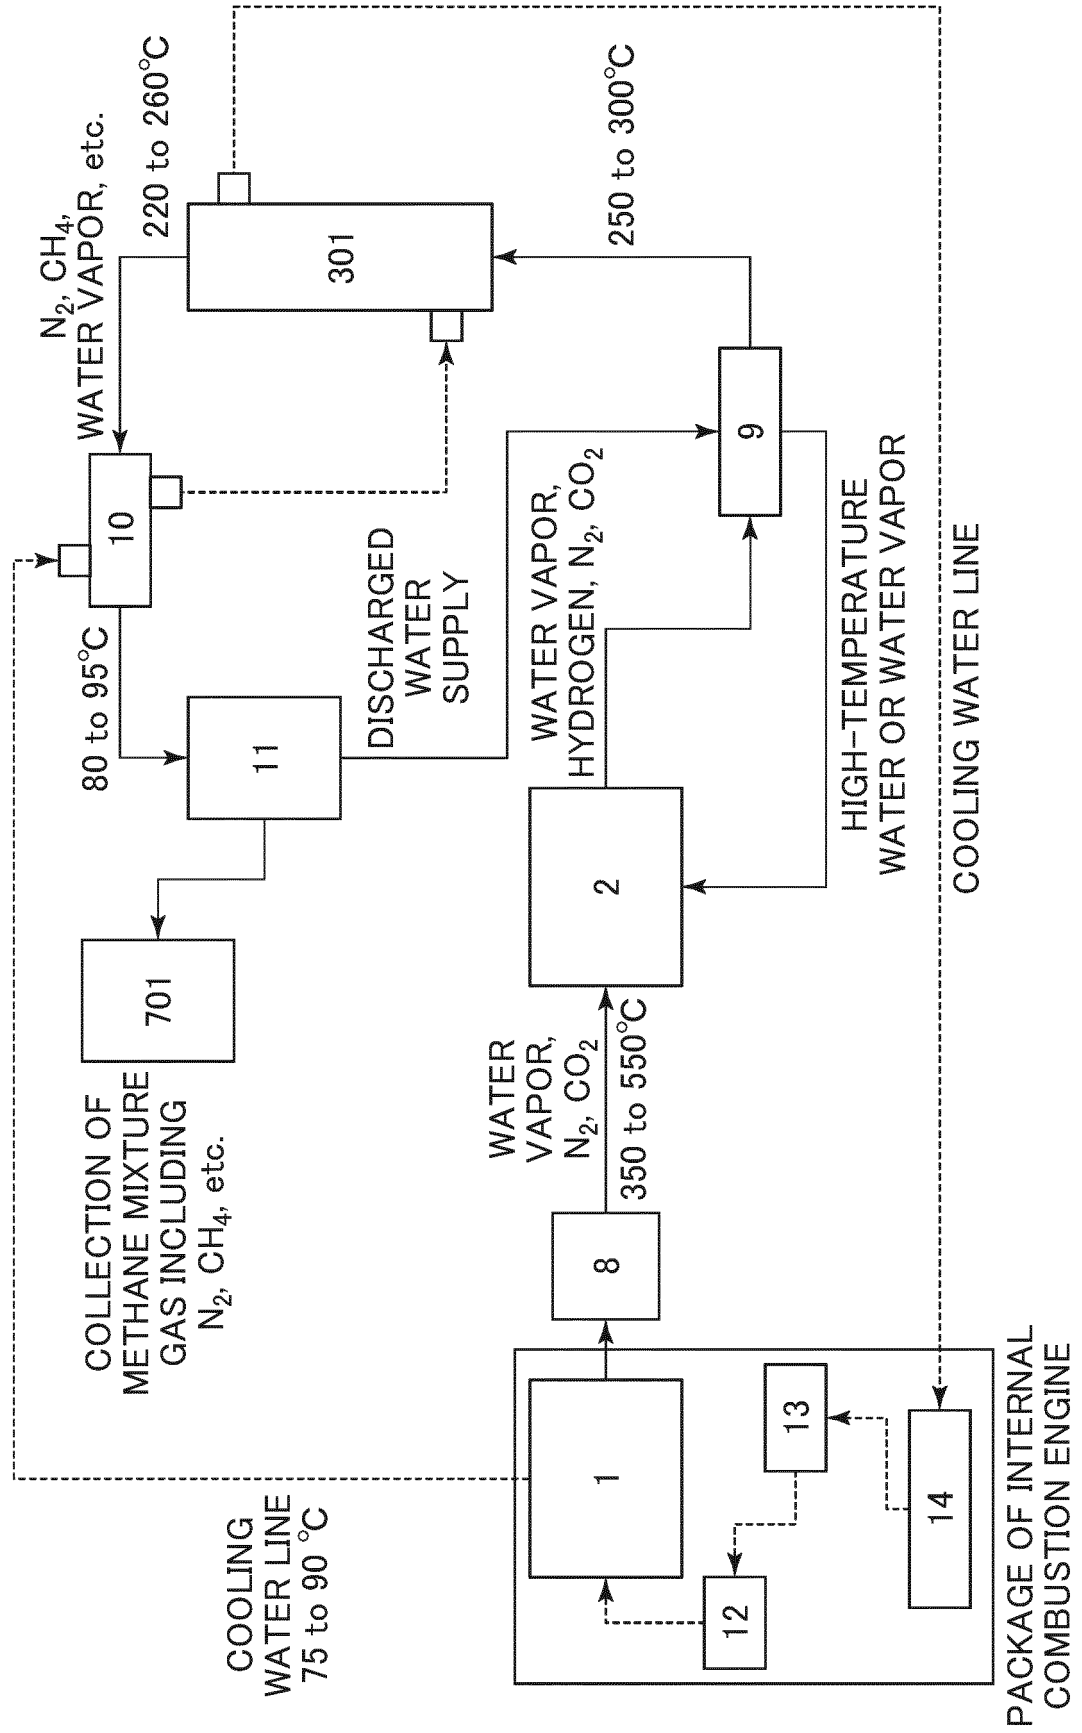 COOLING
WATER LINE
75 to 90 °C
COLLECTION OF
METHANE MIXTURE
GAS INCLUDING
N2, CH4, etc.
701
11
80 to 95°C
10
N2, CH4,
WATER VAPOR, etc.
220 to 260°C
301
250 to 300°C
DISCHARGED
WATER
SUPPLY
1
8
WATER
VAPOR,
N2, CO2
350 to 550°C
2
WATER VAPOR,
HYDROGEN, N2, CO2
9
HIGH-TEMPERATURE
WATER OR WATER VAPOR
COOLING WATER LINE
12
13
14
PACKAGE OF INTERNAL
COMBUSTION ENGINE